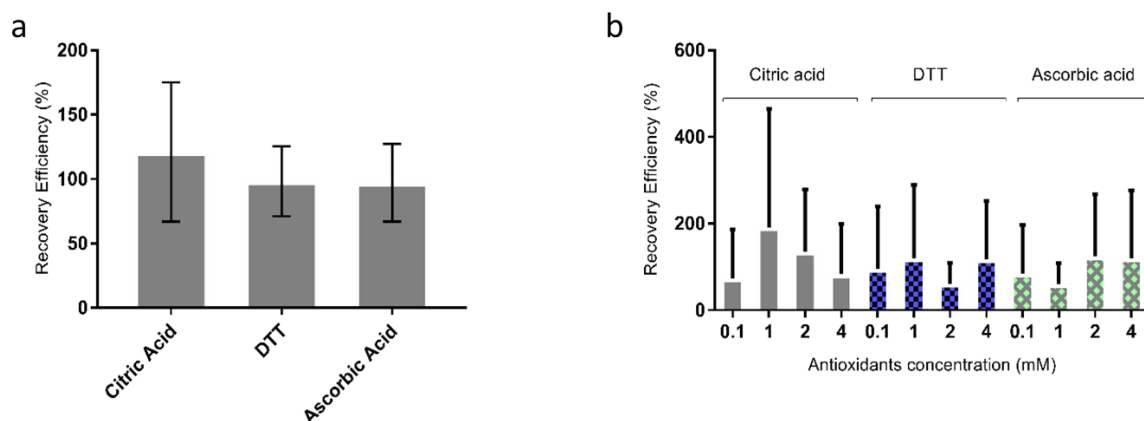 a
Recovery Efficiency (%)
200
150
100
50
0
Citric Acid
DTT
Ascorbic Acid
b
Recovery Efficiency (%)
600
400
200
0
Citric acid DTT Ascorbic acid
0.1 1 2 4 0.1 1 2 4 0.1 1 2 4
Antioxidants concentration (mM)